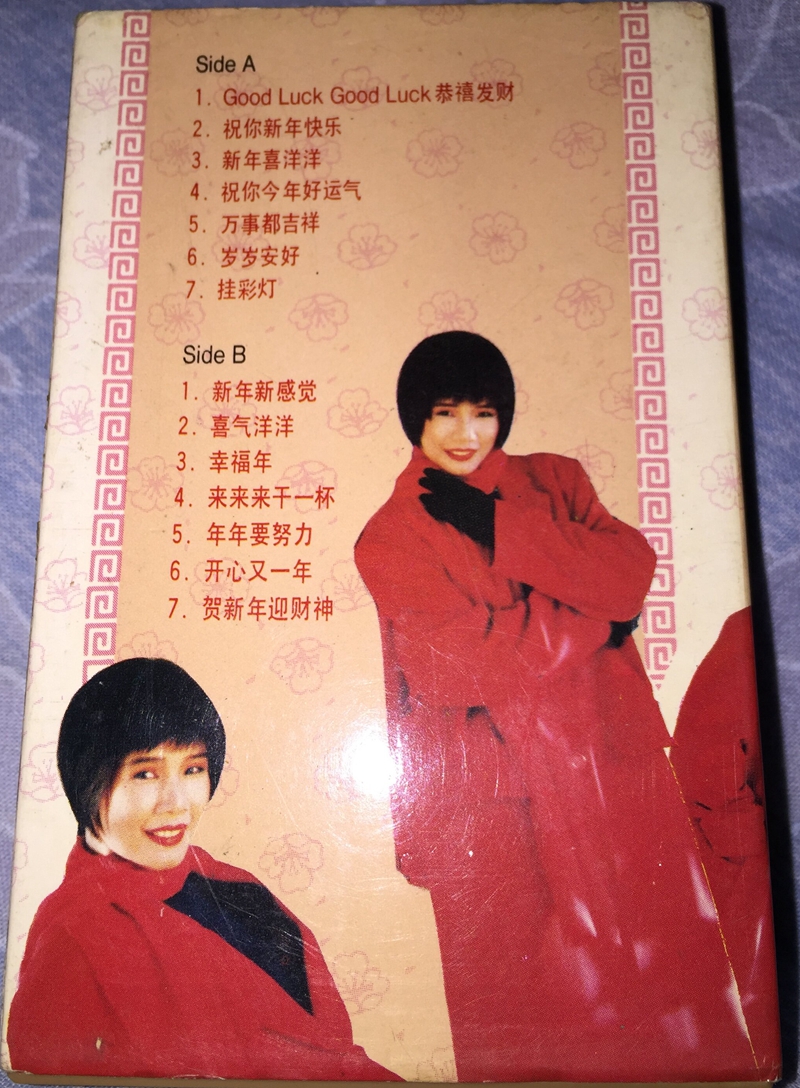 Side A
1. Good Luck Good Luck恭禧发财
2. 祝你新年快乐
3. 新年喜洋洋
4. 祝你今年好运气
5. 万事都吉祥
6. 岁岁安好
7. 挂彩灯
Side B
1. 新年新感觉
2. 喜气洋洋
3. 幸福年
4. 来来来干一杯
5. 年年要努力
6. 开心又一年
7. 贺新年迎财神